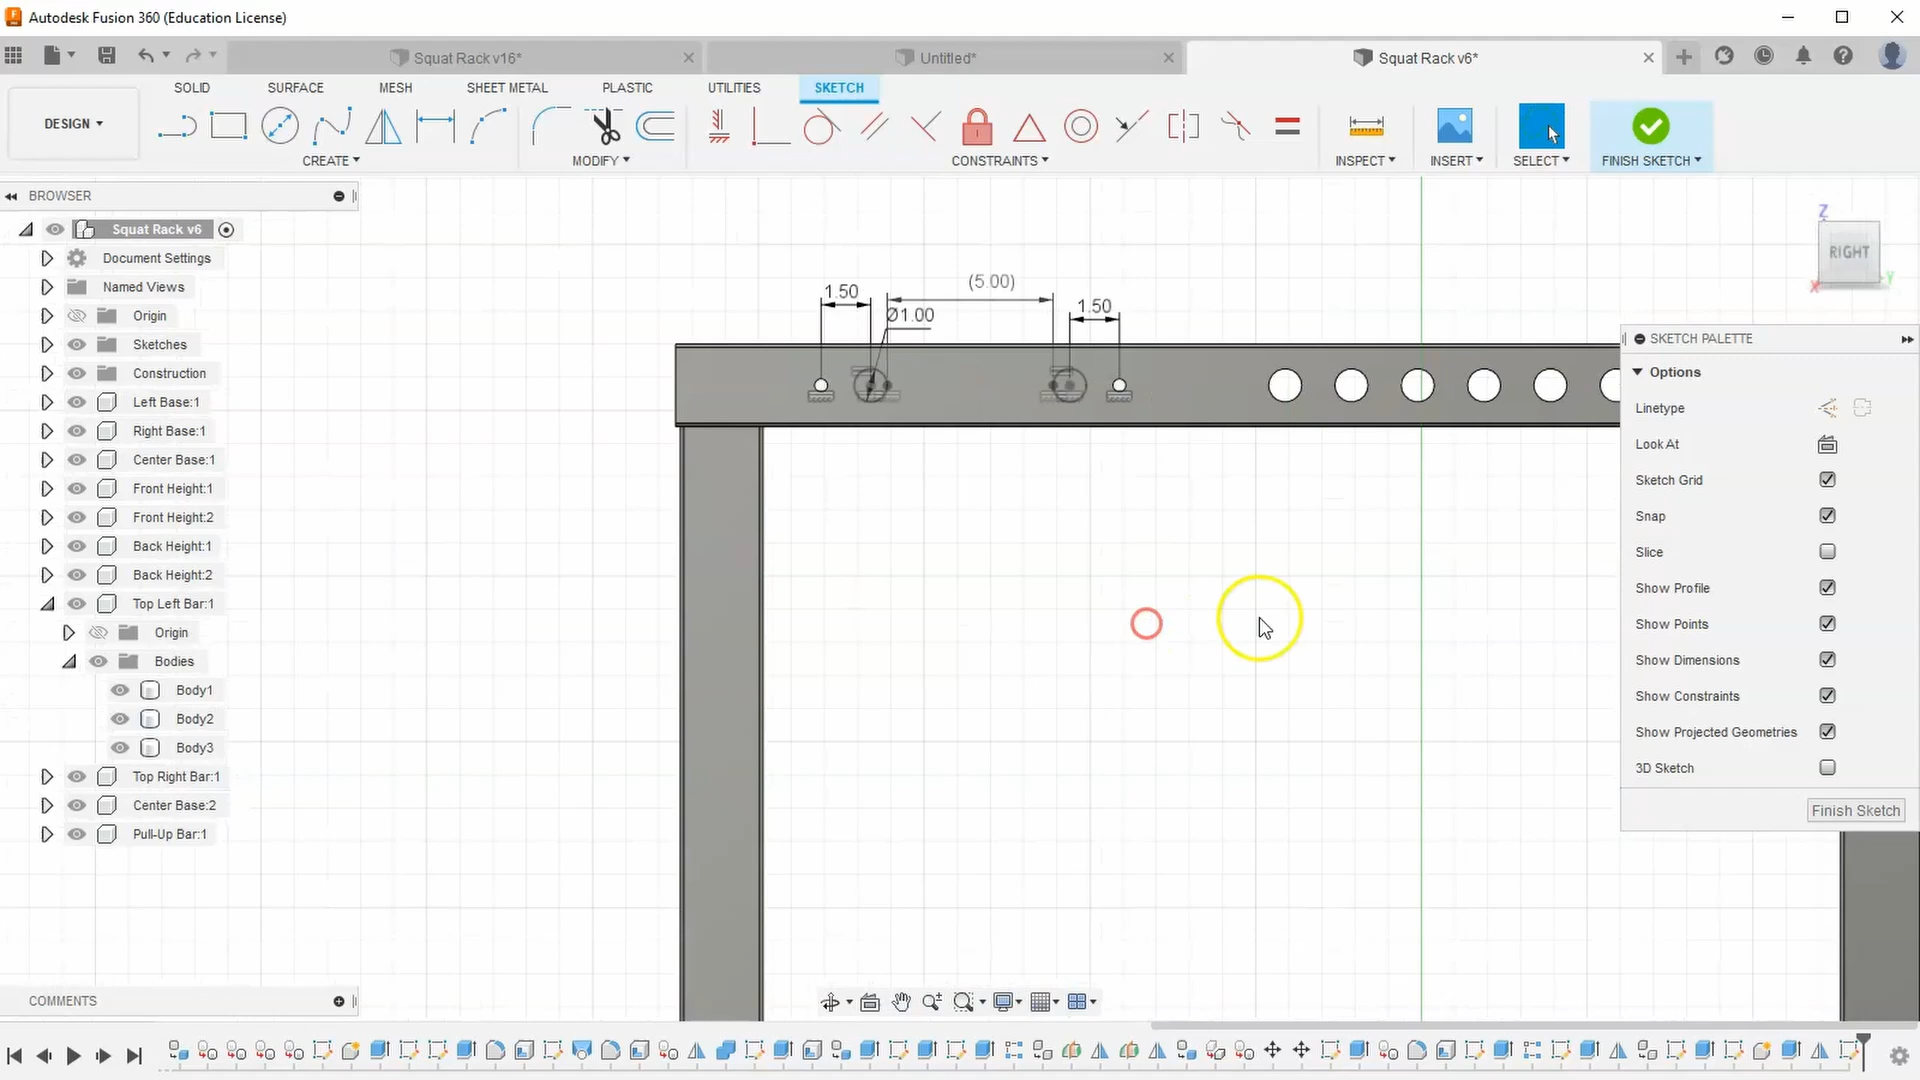 Autodesk Fusion 360 (Education License)
Squat Rack v16*
Untitled*
Squat Rack v6*
DESIGN
SOLID
SURFACE
MESH
SHEET METAL
PLASTIC
UTILITIES
SKETCH
CREATE
MODIFY
CONSTRAINTS
INSPECT
INSERT
SELECT
FINISH SKETCH
BROWSER
Squat Rack v6
Document Settings
Named Views
Origin
Sketches
Construction
Left Base:1
Right Base:1
Center Base:1
Front Height:1
Front Height:2
Back Height:1
Back Height:2
Top Left Bar:1
Origin
Bodies
Body1
Body2
Body3
Top Right Bar:1
Center Base:2
Pull-Up Bar:1
1.50
Ø1.00
(5.00)
1.50
Z
RIGHT
X
Y
SKETCH PALETTE
Options
Linetype
Look At
Sketch Grid
Snap
Slice
Show Profile
Show Points
Show Dimensions
Show Constraints
Show Projected Geometries
3D Sketch
Finish Sketch
COMMENTS